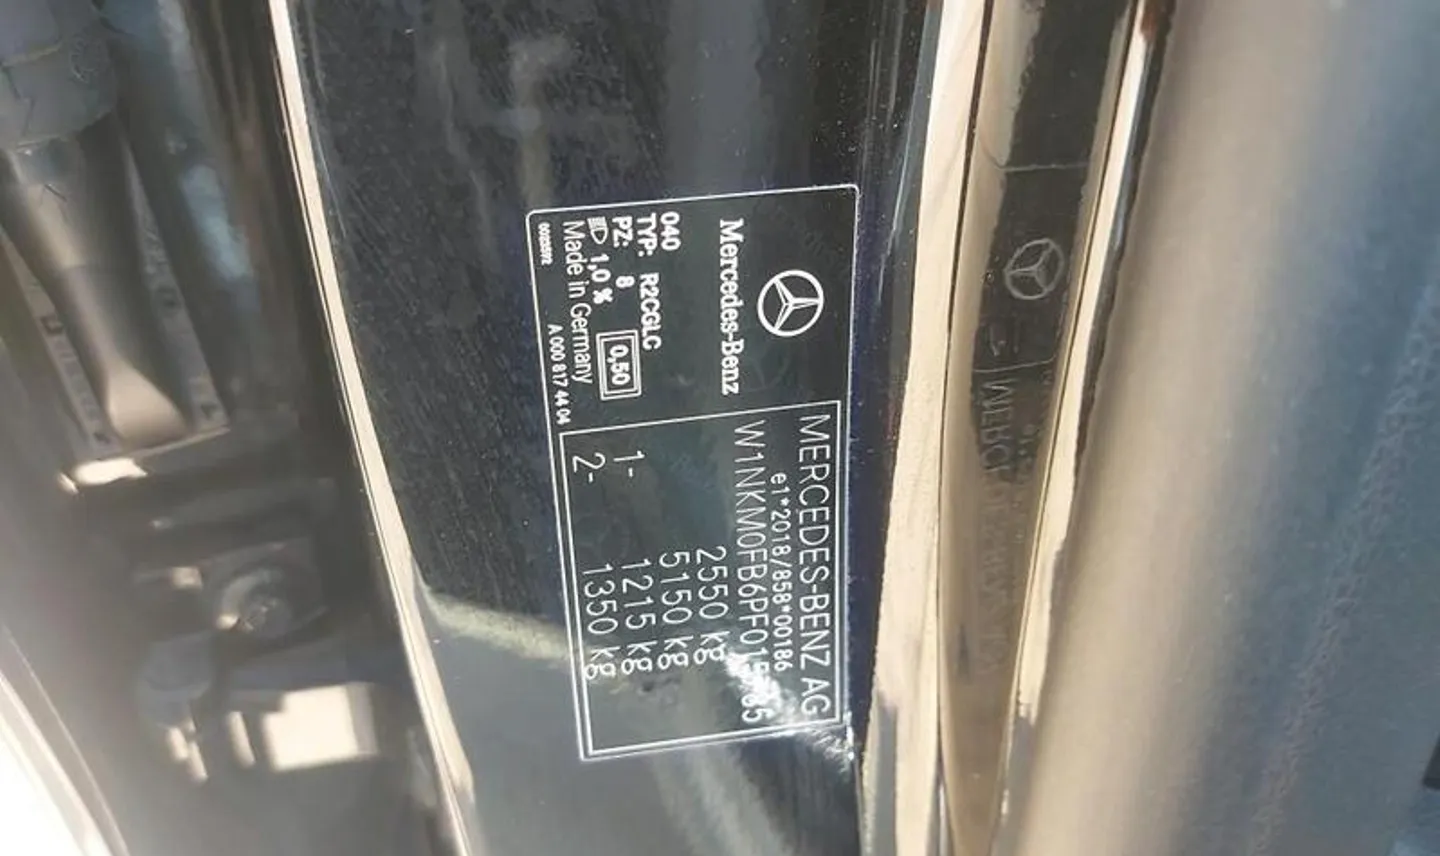 Mercedes-Benz
040
TYP: R2CGLC
PZ: 8
1,0 %
0,50
Made in Germany
0023592
A 000 817 44 04
MERCEDES-BENZ AG
e1*2018/858*00186
2550 kg
5150 kg
1- 1215 kg
2- 1350 kg